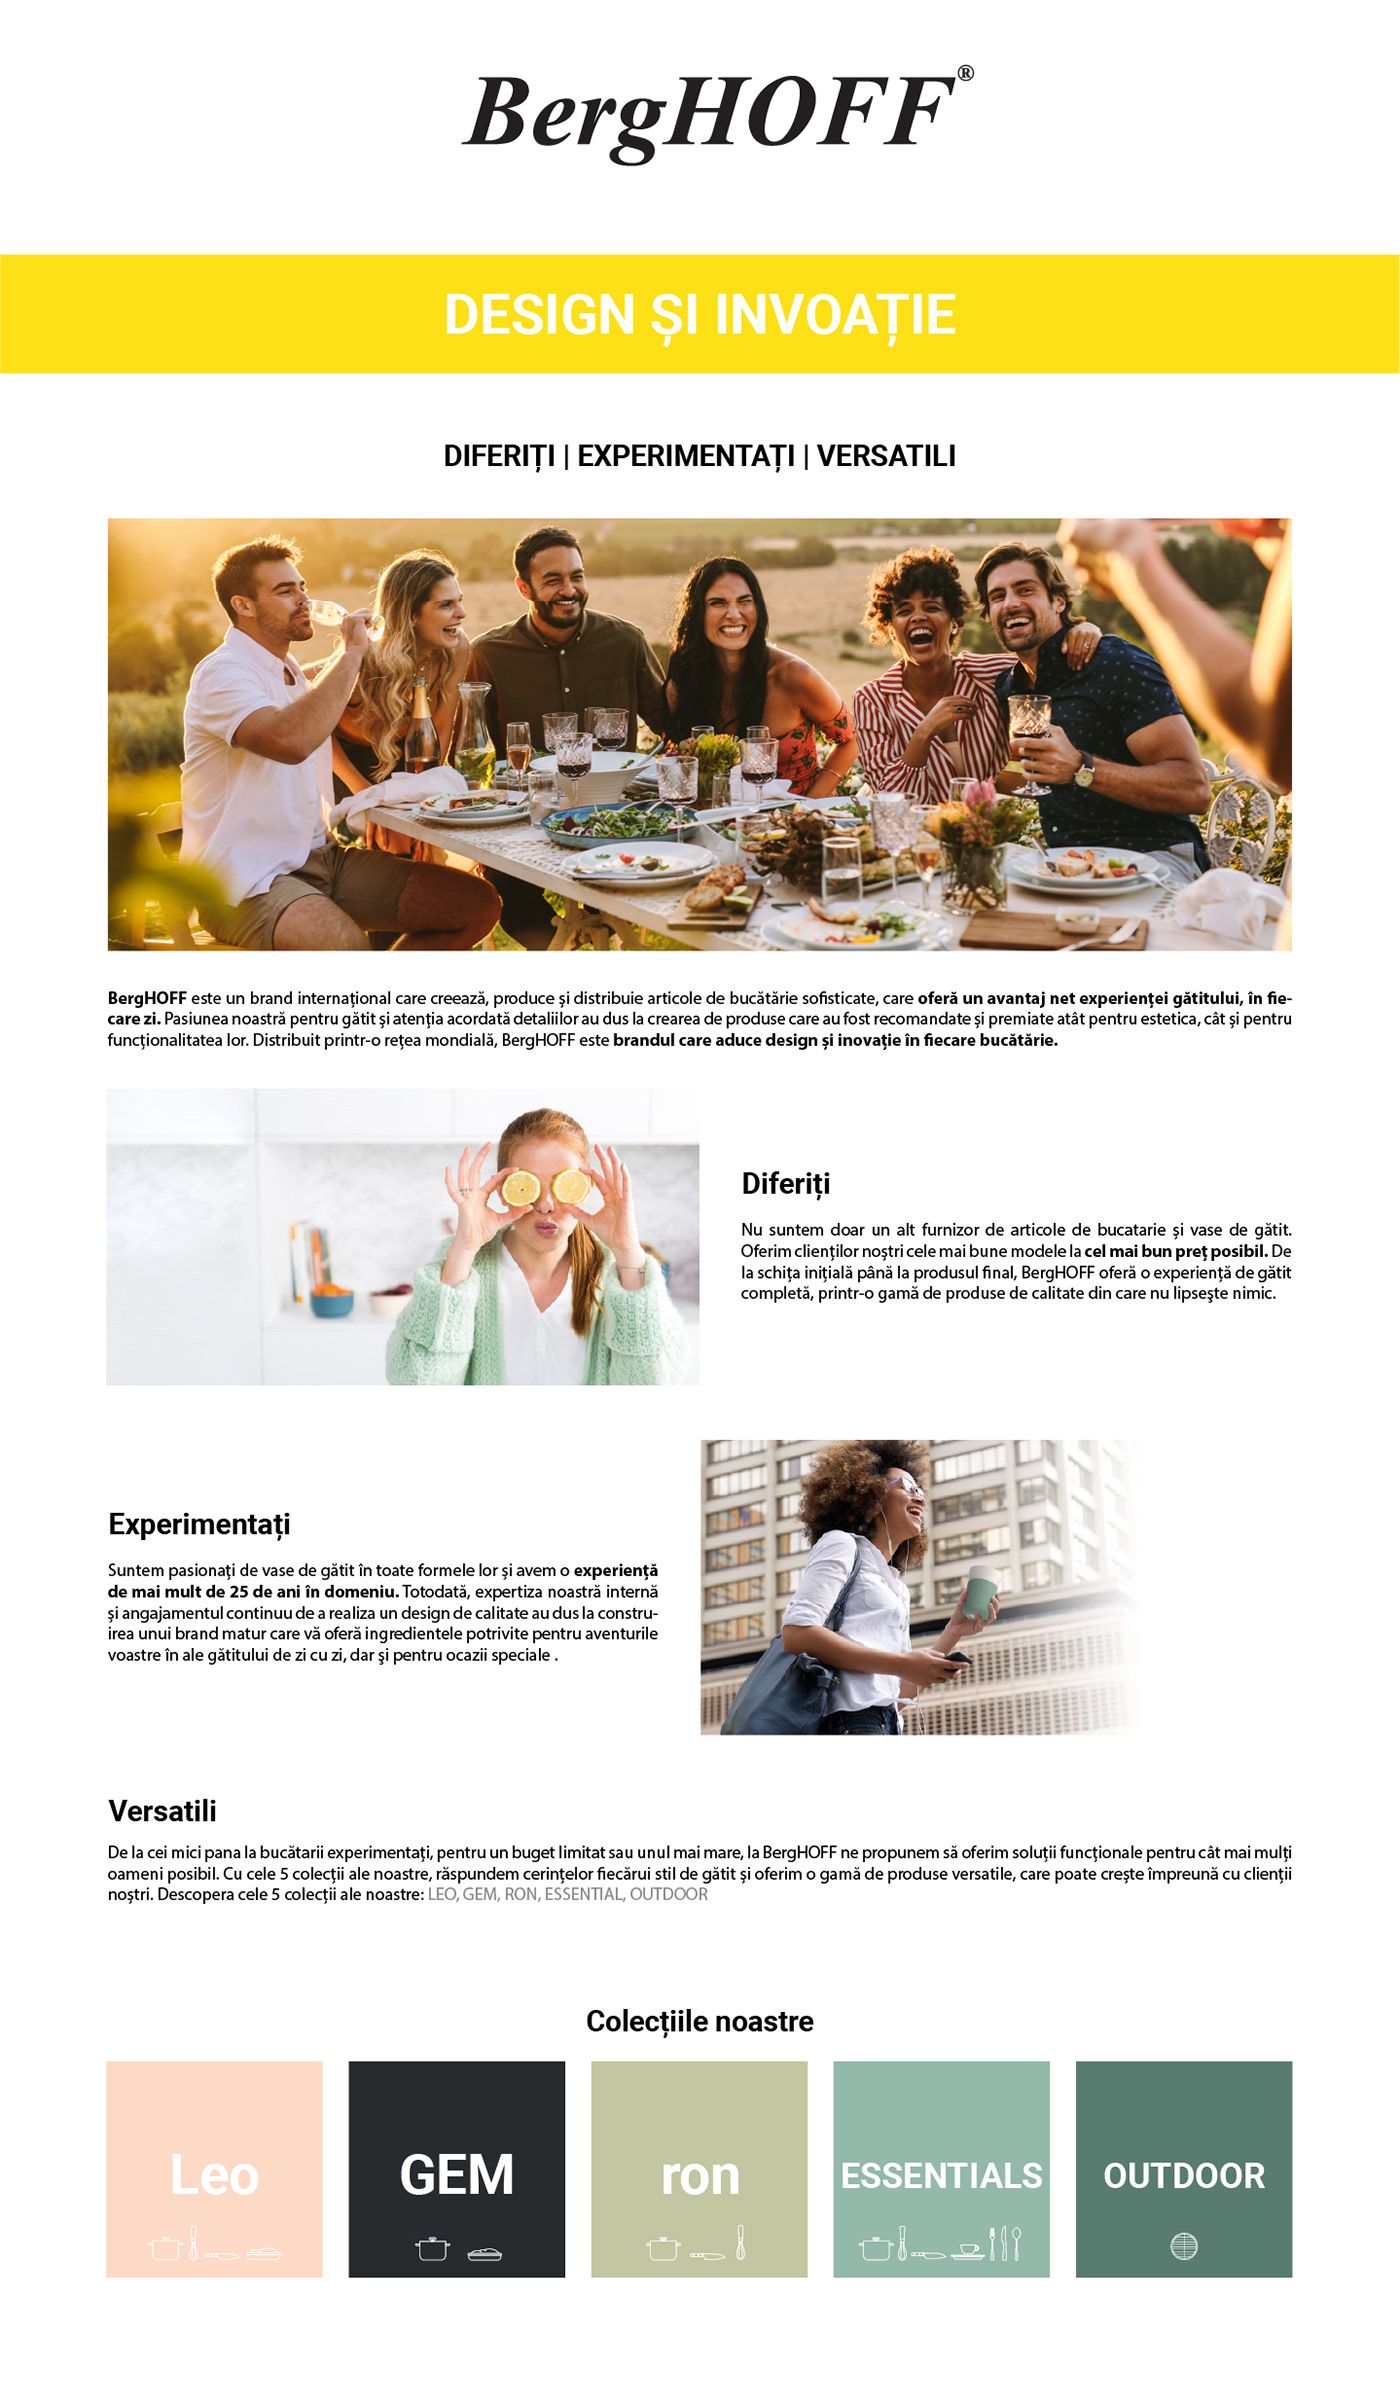 BergHOFF®
DESIGN ȘI INVOAȚIE
DIFERIȚI | EXPERIMENTAȚI | VERSATILI
BergHOFF este un brand internațional care creează, produce și distribuie articole de bucătărie sofisticate, care oferă un avantaj net experienței gătitului, în fie-
care zi. Pasiunea noastră pentru gătit și atenția acordată detaliilor au dus la crearea de produse care au fost recomandate și premiate atât pentru estetica, cât și pentru
funcționalitatea lor. Distribuit printr-o rețea mondială, BergHOFF este brandul care aduce design și inovație în fiecare bucătărie.
Diferiți
Nu suntem doar un alt furnizor de articole de bucatarie și vase de gătit.
Oferim clienților noștri cele mai bune modele la cel mai bun preț posibil. De
la schița inițială până la produsul final, BergHOFF oferă o experiență de gătit
completă, printr-o gamă de produse de calitate din care nu lipsește nimic.
Experimentați
Suntem pasionați de vase de gătit în toate formele lor și avem o experiență
de mai mult de 25 de ani în domeniu. Totodată, expertiza noastră internă
și angajamentul continuu de a realiza un design de calitate au dus la constru-
irea unui brand matur care vă oferă ingredientele potrivite pentru aventurile
voastre în ale gătitului de zi cu zi, dar şi pentru ocazii speciale .
Versatili
De la cei mici pana la bucătarii experimentați, pentru un buget limitat sau unul mai mare, la BergHOFF ne propunem să oferim soluții funcționale pentru cât mai mulți
oameni posibil. Cu cele 5 colecții ale noastre, răspundem cerințelor fiecărui stil de gătit și oferim o gamă de produse versatile, care poate crește împreună cu clienții
noștri. Descopera cele 5 colecții ale noastre: LEO, GEM, RON, ESSENTIAL, OUTDOOR
Colecțiile noastre
Leo
GEM
ron
ESSENTIALS
OUTDOOR